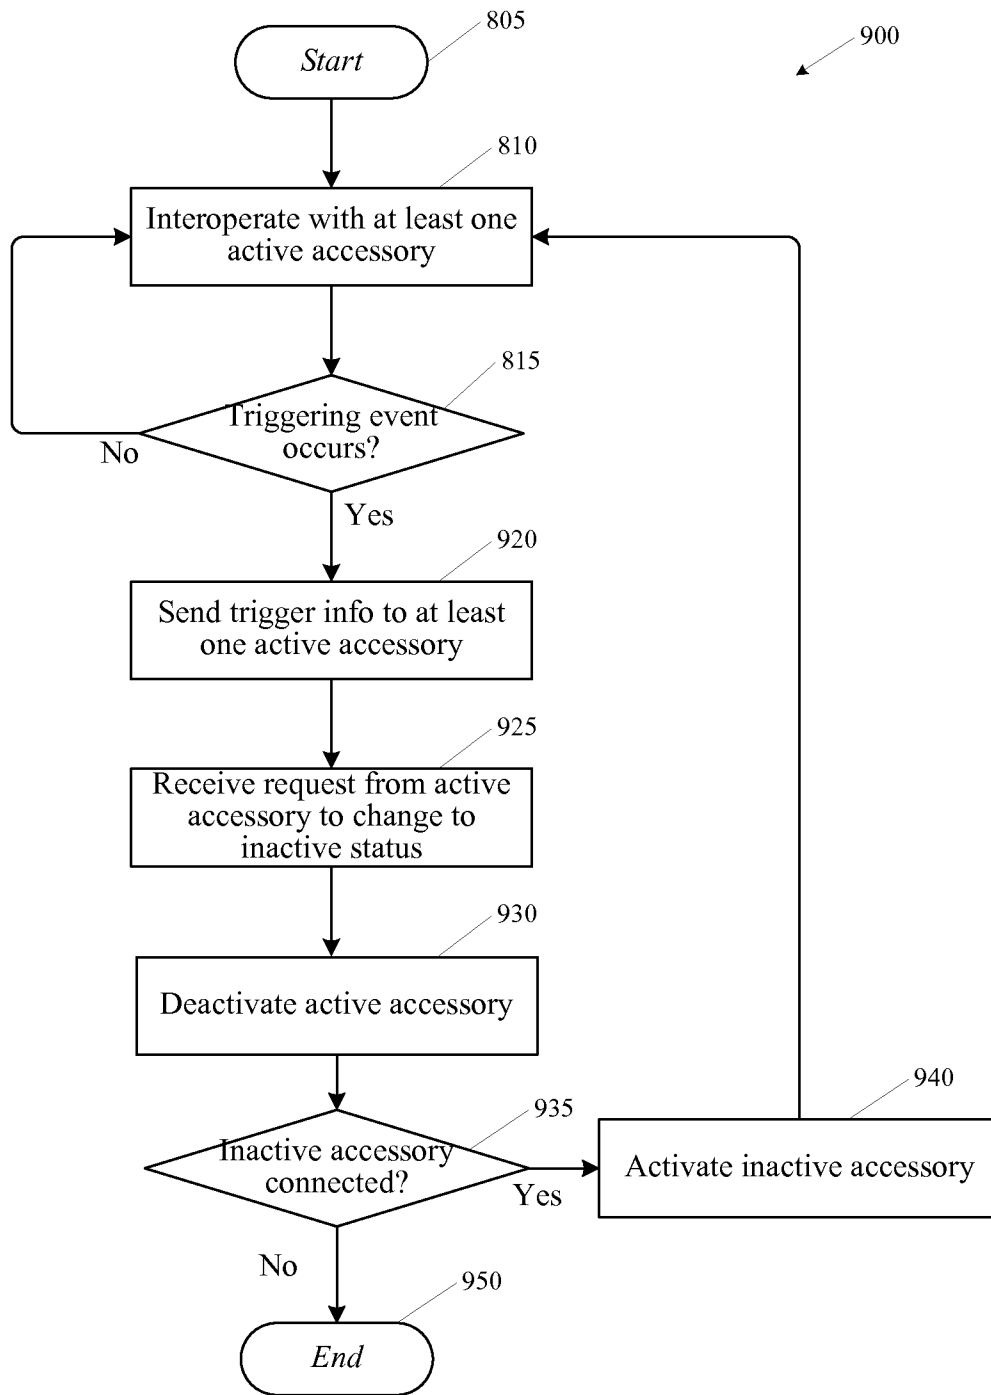 805
Start
900
810
Interoperate with at least one
active accessory
815
Triggering event
occurs?
No
Yes
920
Send trigger info to at least
one active accessory
925
Receive request from active
accessory to change to
inactive status
930
Deactivate active accessory
935
Inactive accessory
connected?
Yes
940
Activate inactive accessory
No
950
End